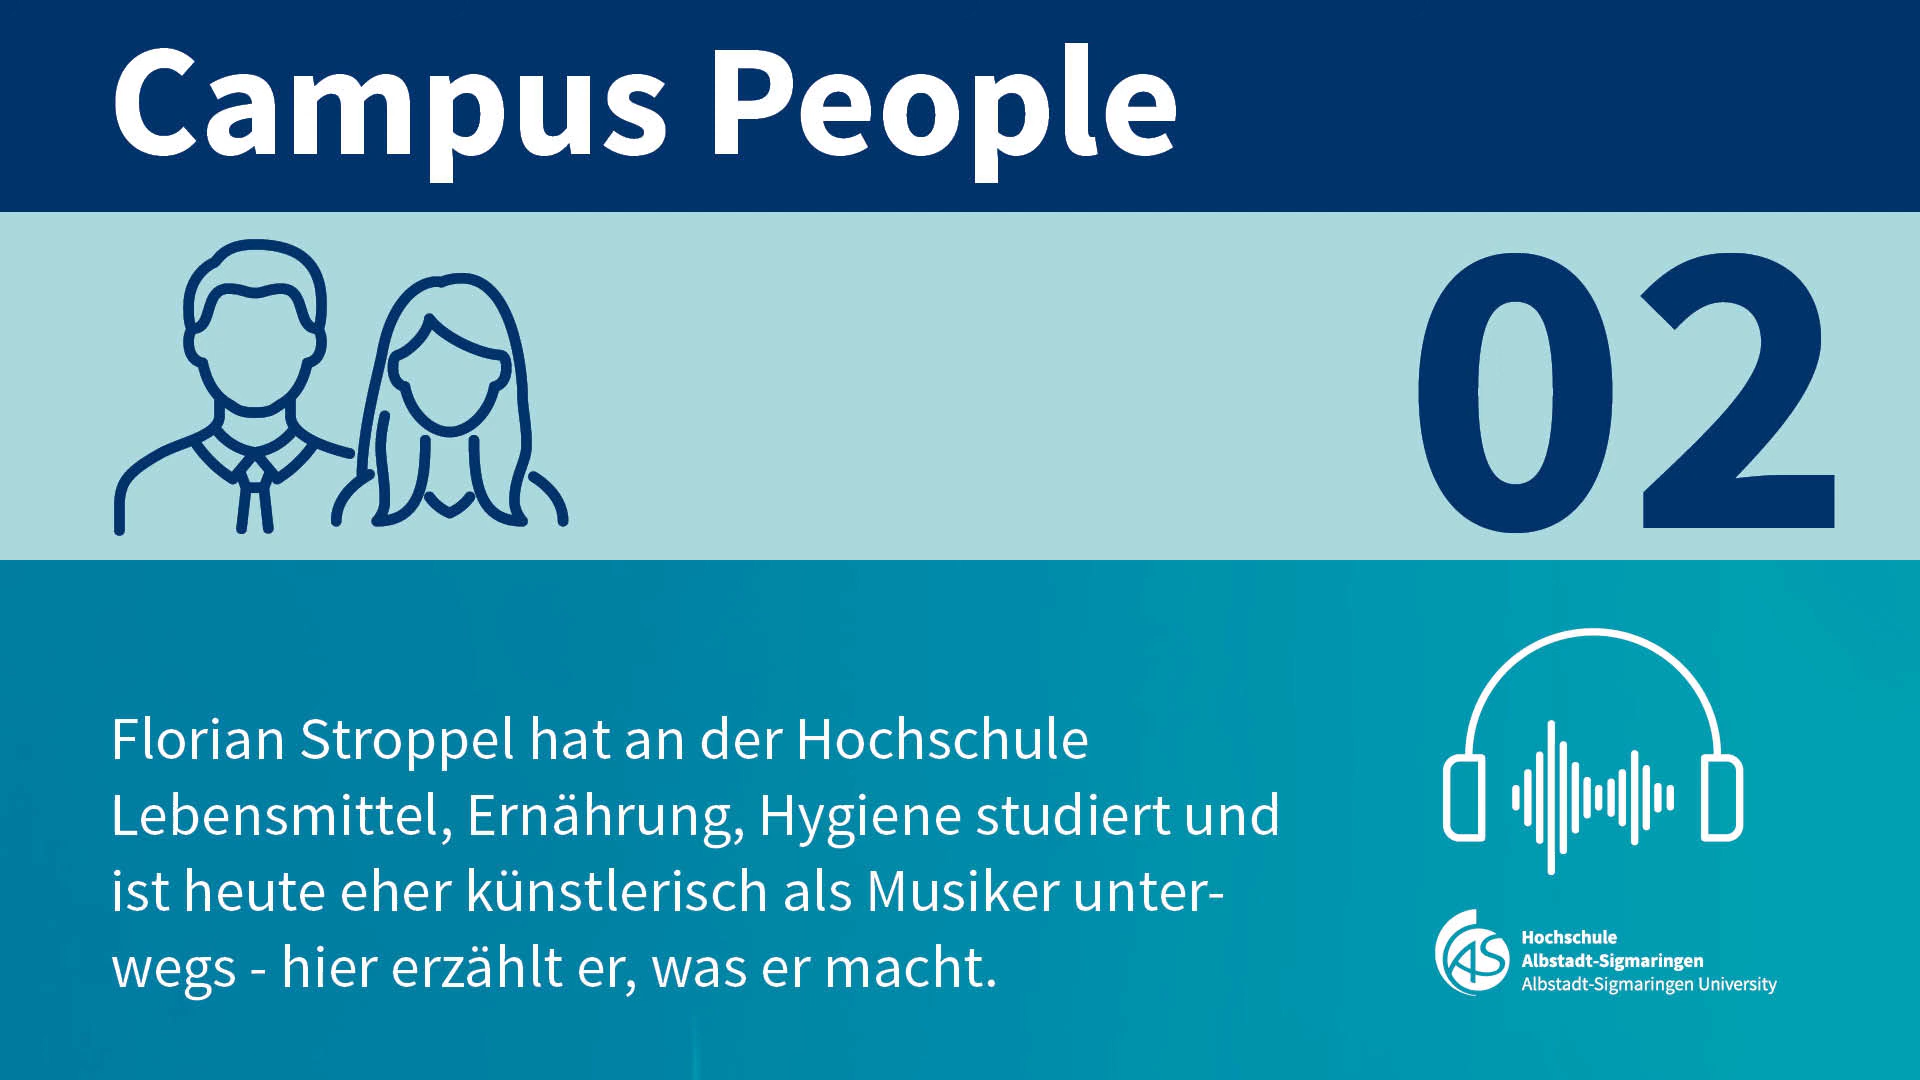 Campus People
02
Florian Stroppel hat an der Hochschule
Lebensmittel, Ernährung, Hygiene studiert und
ist heute eher künstlerisch als Musiker unter-
wegs - hier erzählt er, was er macht.
AS
Hochschule
Albstadt-Sigmaringen
Albstadt-Sigmaringen University